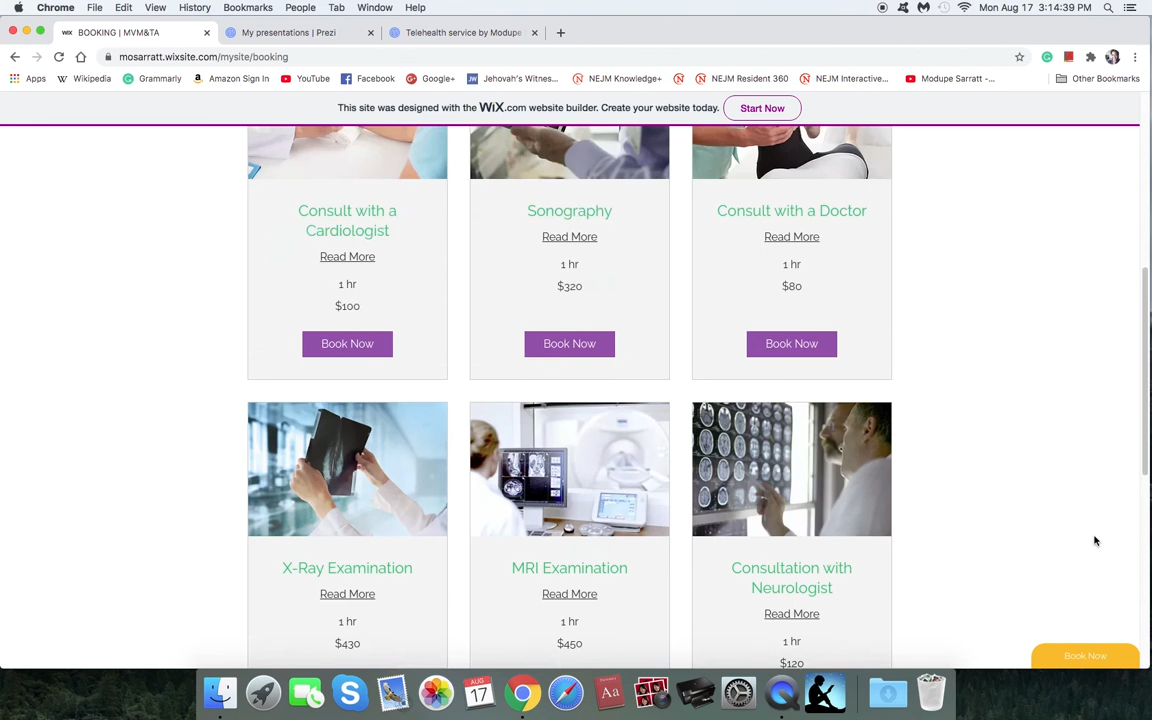 Chrome File Edit View History Bookmarks People Tab Window Help Mon Aug 17 3:14:39 PM
WiX BOOKING | MVM&TA My presentations | Prezi Telehealth service by Modupe
mosarratt.wixsite.com/mysite/booking
Apps Wikipedia Grammarly Amazon Sign In YouTube Facebook Google+ Jehovah's Witnes... NEJM Knowledge+ NEJM Resident 360 NEJM Interactive... Modupe Sarratt -... Other Bookmarks
This site was designed with the WiX.com website builder. Create your website today. Start Now
Consult with a
Cardiologist
Read More
1 hr
$100
Book Now
Sonography
Read More
1 hr
$320
Book Now
Consult with a Doctor
Read More
1 hr
$80
Book Now
X-Ray Examination
Read More
1 hr
$430
MRI Examination
Read More
1 hr
$450
Consultation with
Neurologist
Read More
1 hr
$120
Book Now
AUG
17
Aa